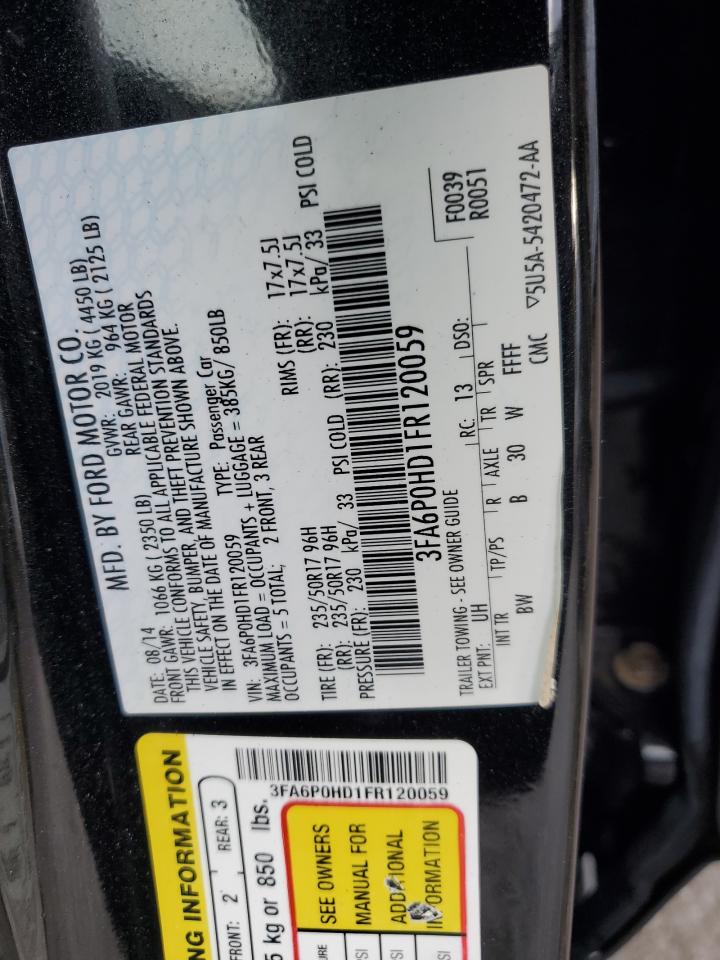 MFD. BY FORD MOTOR CO.
DATE: 08/14 GVWR: 2019 KG ( 4450 LB)
FRONT GAWR: 1066 KG ( 2350 LB) REAR GAWR: 964 KG ( 2125 LB)
THIS VEHICLE CONFORMS TO ALL APPLICABLE FEDERAL MOTOR
VEHICLE SAFETY, BUMPER, AND THEFT PREVENTION STANDARDS
IN EFFECT ON THE DATE OF MANUFACTURE SHOWN ABOVE.
VIN: 3FA6P0HD1FR120059 TYPE: Passenger Car
MAXIMUM LOAD = OCCUPANTS + LUGGAGE = 385KG/ 850LB
OCCUPANTS = 5 TOTAL; 2 FRONT, 3 REAR
TIRE (FR): 235/50R17 96H RIMS (FR): 17x7.5J
(RR): 235/50R17 96H (RR): 17x7.5J
PRESSURE (FR): 230 kPa/ 33 PSI COLD (RR): 230 kPa/ 33 PSI COLD
3FA6P0HD1FR120059
TRAILER TOWING - SEE OWNER GUIDE
F0039
R0051
EXT PNT: UH RC: 13 DSO:
INT TR TP/PS R AXLE TR SPR
BW B 30 W FFFF
CMC ▽5U5A-5420472-AA
NG INFORMATION
FRONT: 2 REAR: 3
5 kg or 850 lbs.
3FA6P0HD1FR120059
URE
SI
SI
SEE OWNERS
MANUAL FOR
ADDITIONAL
INFORMATION